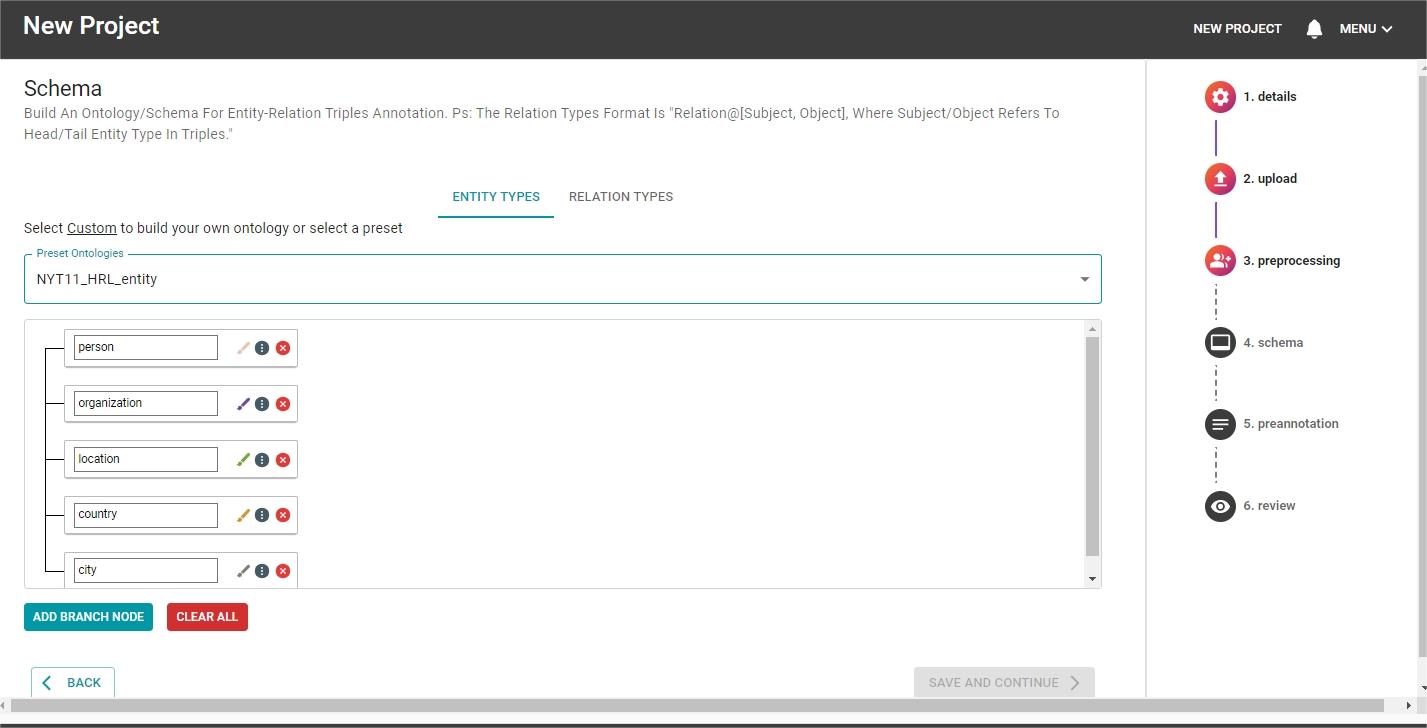 New Project
NEW PROJECT
MENU
Schema
Build An Ontology/Schema For Entity-Relation Triples Annotation. Ps: The Relation Types Format Is "Relation@[Subject, Object], Where Subject/Object Refers To
Head/Tail Entity Type In Triples."
ENTITY TYPES
RELATION TYPES
Select Custom to build your own ontology or select a preset
Preset Ontologies
NYT11_HRL_entity
person
organization
location
country
city
ADD BRANCH NODE
CLEAR ALL
BACK
SAVE AND CONTINUE
1. details
2. upload
3. preprocessing
4. schema
5. preannotation
6. review